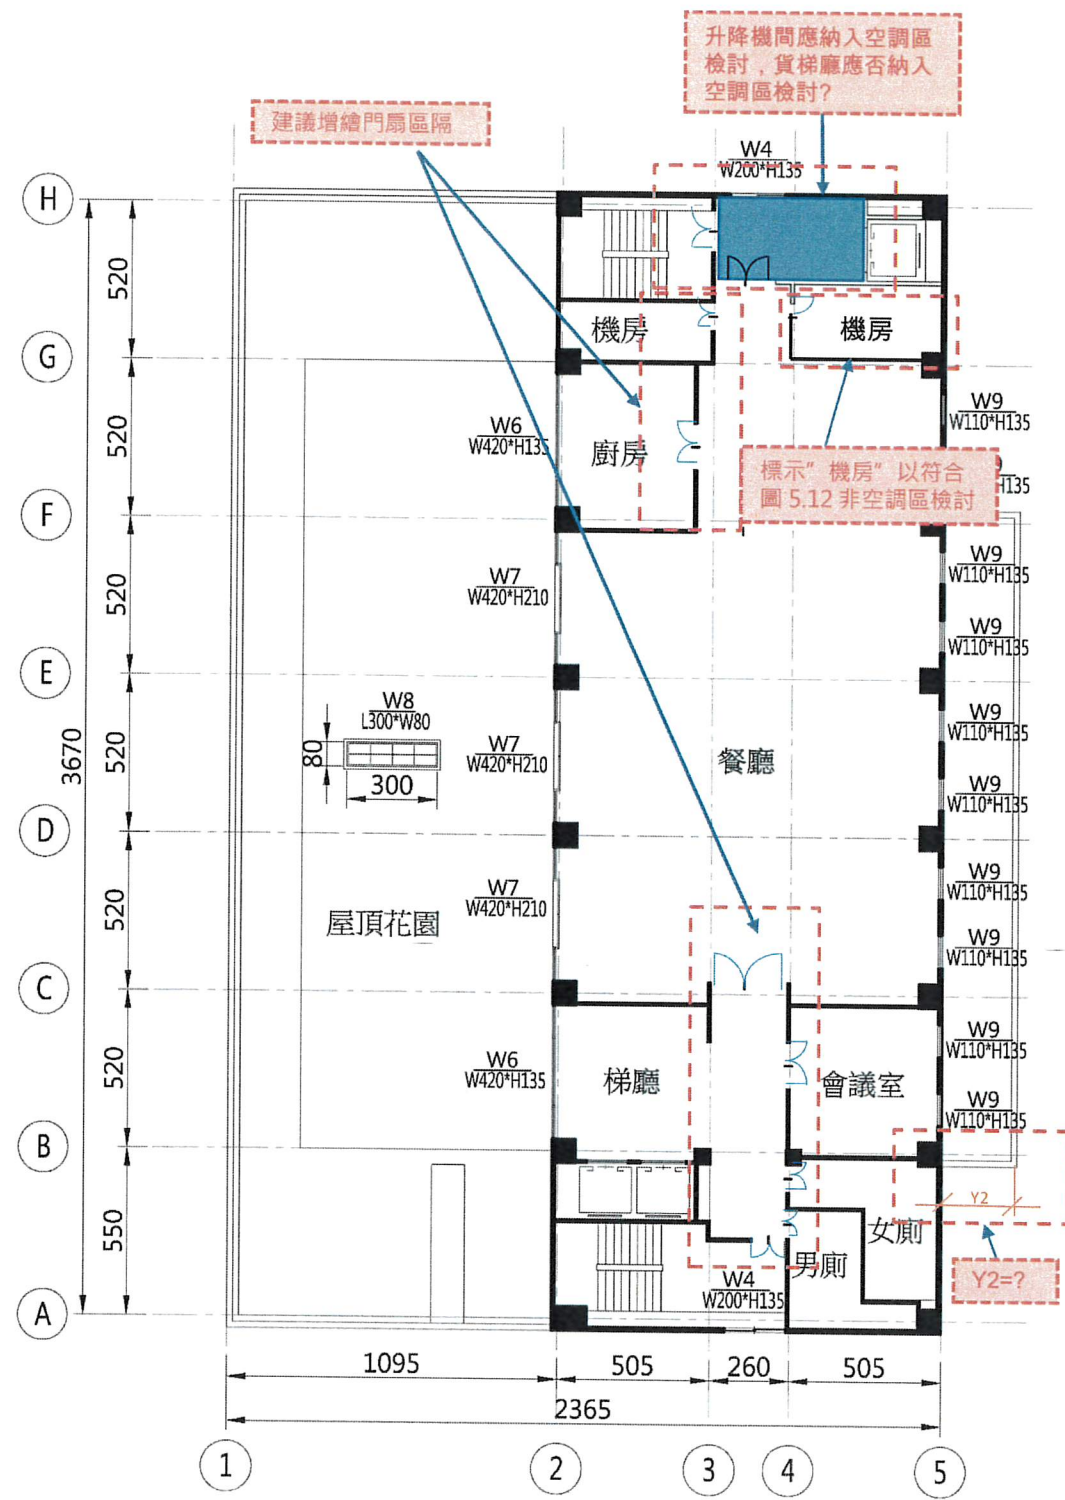 升降機間應納入空調區
檢討，貨梯廳應否納入
空調區檢討?
建議增繪門扇區隔
W4
W200*H135
H
520
機房
機房
G
W9
W110*H135
W6
W420*H135
520
廚房
標示”機房”以符合
圖 5.12 非空調區檢討
9
H135
F
W9
W110*H135
W7
W420*H210
520
W9
W110*H135
E
W8
L300*W80
W9
W110*H135
3670
520
80
300
W7
W420*H210
餐廳
W9
W110*H135
D
W9
W110*H135
W7
W420*H210
520
屋頂花園
W9
W110*H135
C
W9
W110*H135
W6
W420*H135
520
梯廳
會議室
W9
W110*H135
B
Y2
550
女廁
男廁
Y2=?
W4
W200*H135
A
1095
505
260
505
2365
1
2
3
4
5